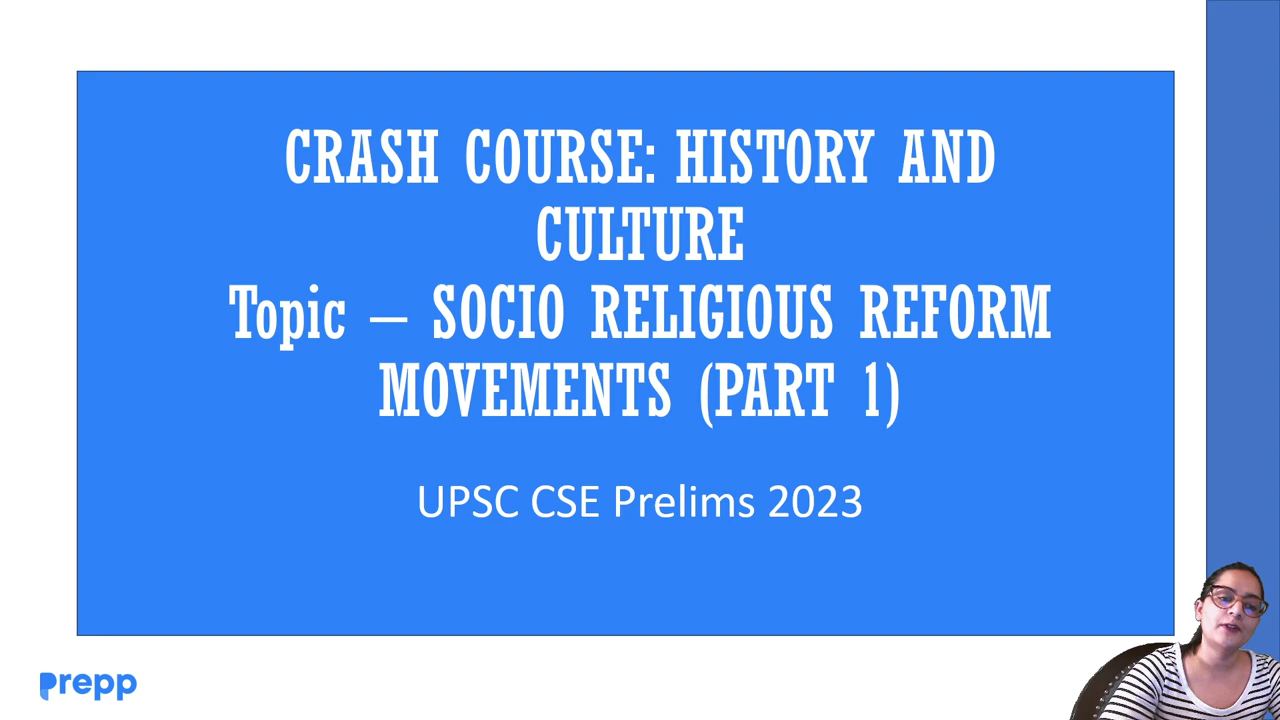 CRASH COURSE: HISTORY AND
CULTURE
Topic – SOCIO RELIGIOUS REFORM
MOVEMENTS (PART 1)
UPSC CSE Prelims 2023
prepp